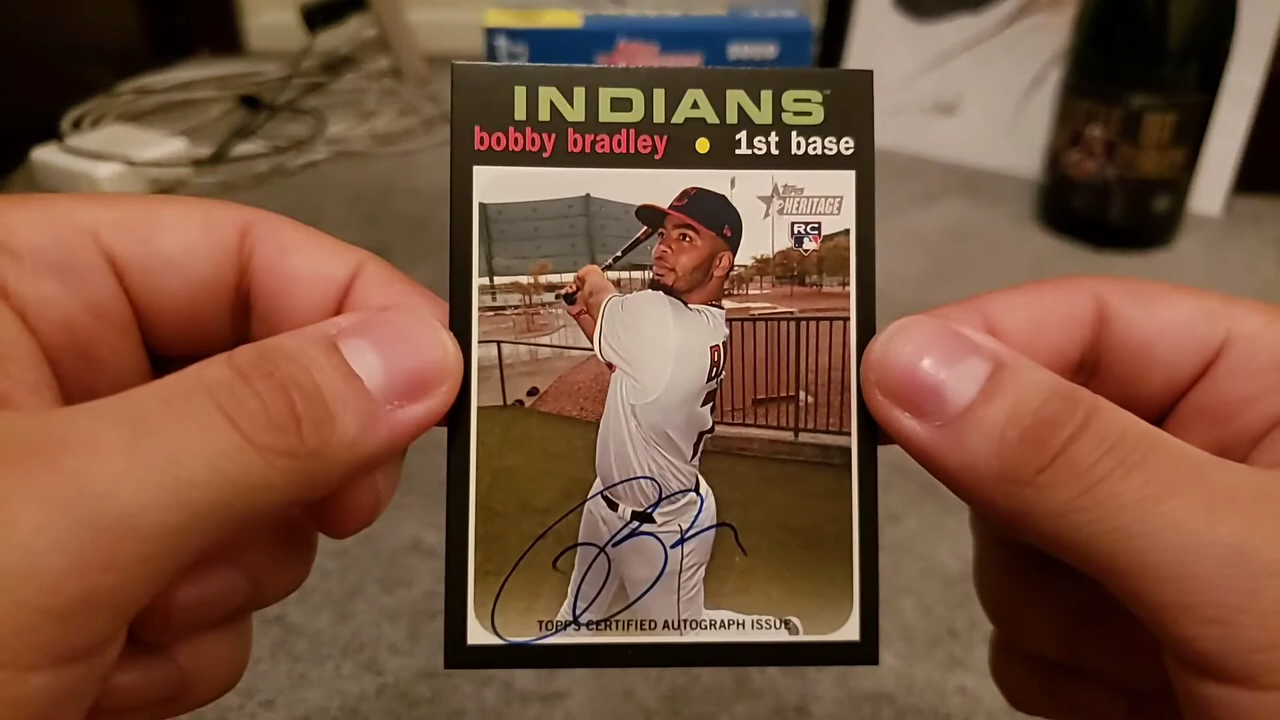 INDIANS
bobby bradley • 1st base
Topps
HERITAGE
RC
TOPPS CERTIFIED AUTOGRAPH ISSUE